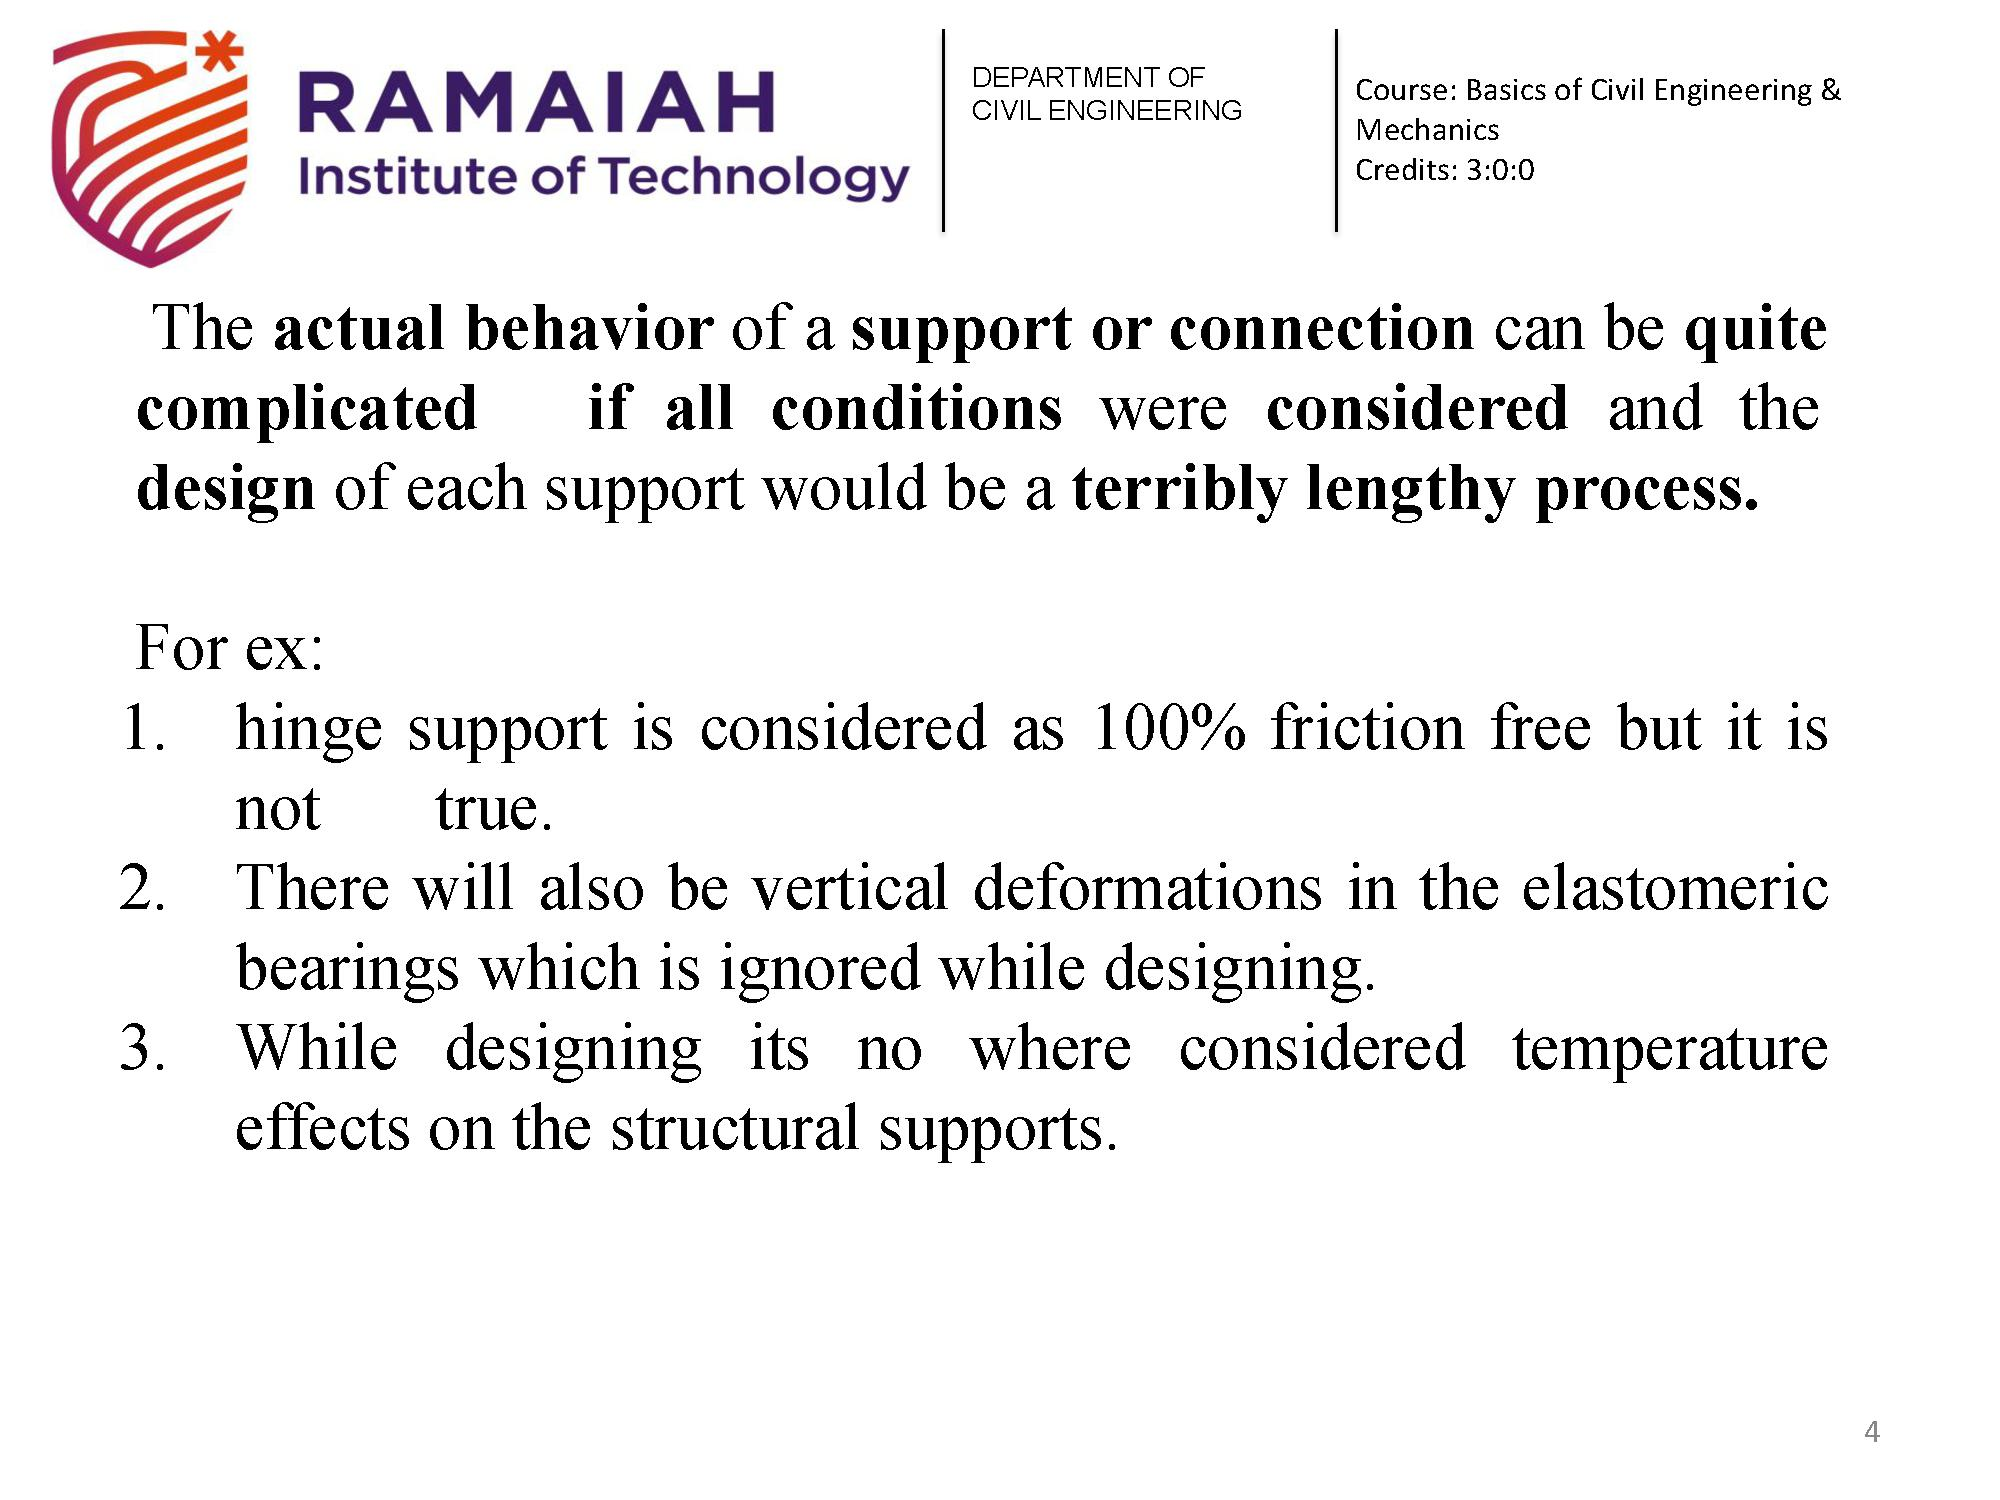 RAMAIAH
Institute of Technology
DEPARTMENT OF
CIVIL ENGINEERING
Course: Basics of Civil Engineering &
Mechanics
Credits: 3:0:0
The actual behavior of a support or connection can be quite
complicated if all conditions were considered and the
design of each support would be a terribly lengthy process.
For ex:
1. hinge support is considered as 100% friction free but it is
not true.
2. There will also be vertical deformations in the elastomeric
bearings which is ignored while designing.
3. While designing its no where considered temperature
effects on the structural supports.
4